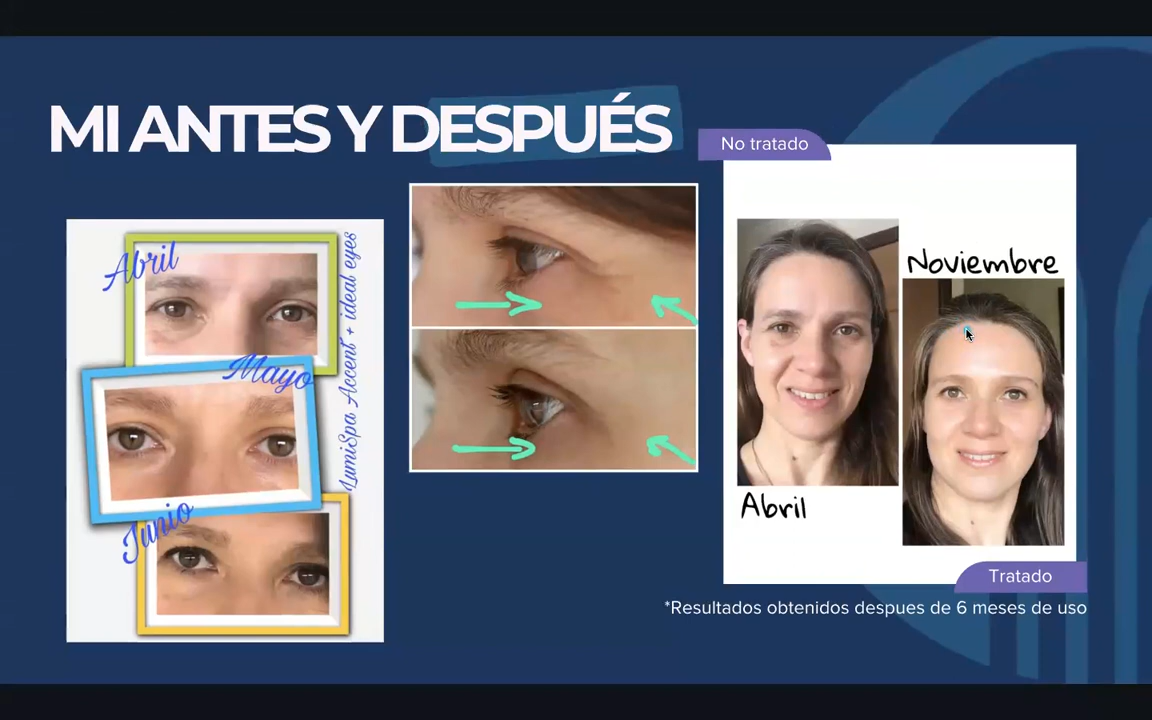 MI ANTES Y DESPUÉS
Abril
Mayo
Junio
LumiSpa Accent + ideal eyes
No tratado
Abril
Noviembre
Tratado
*Resultados obtenidos despues de 6 meses de uso